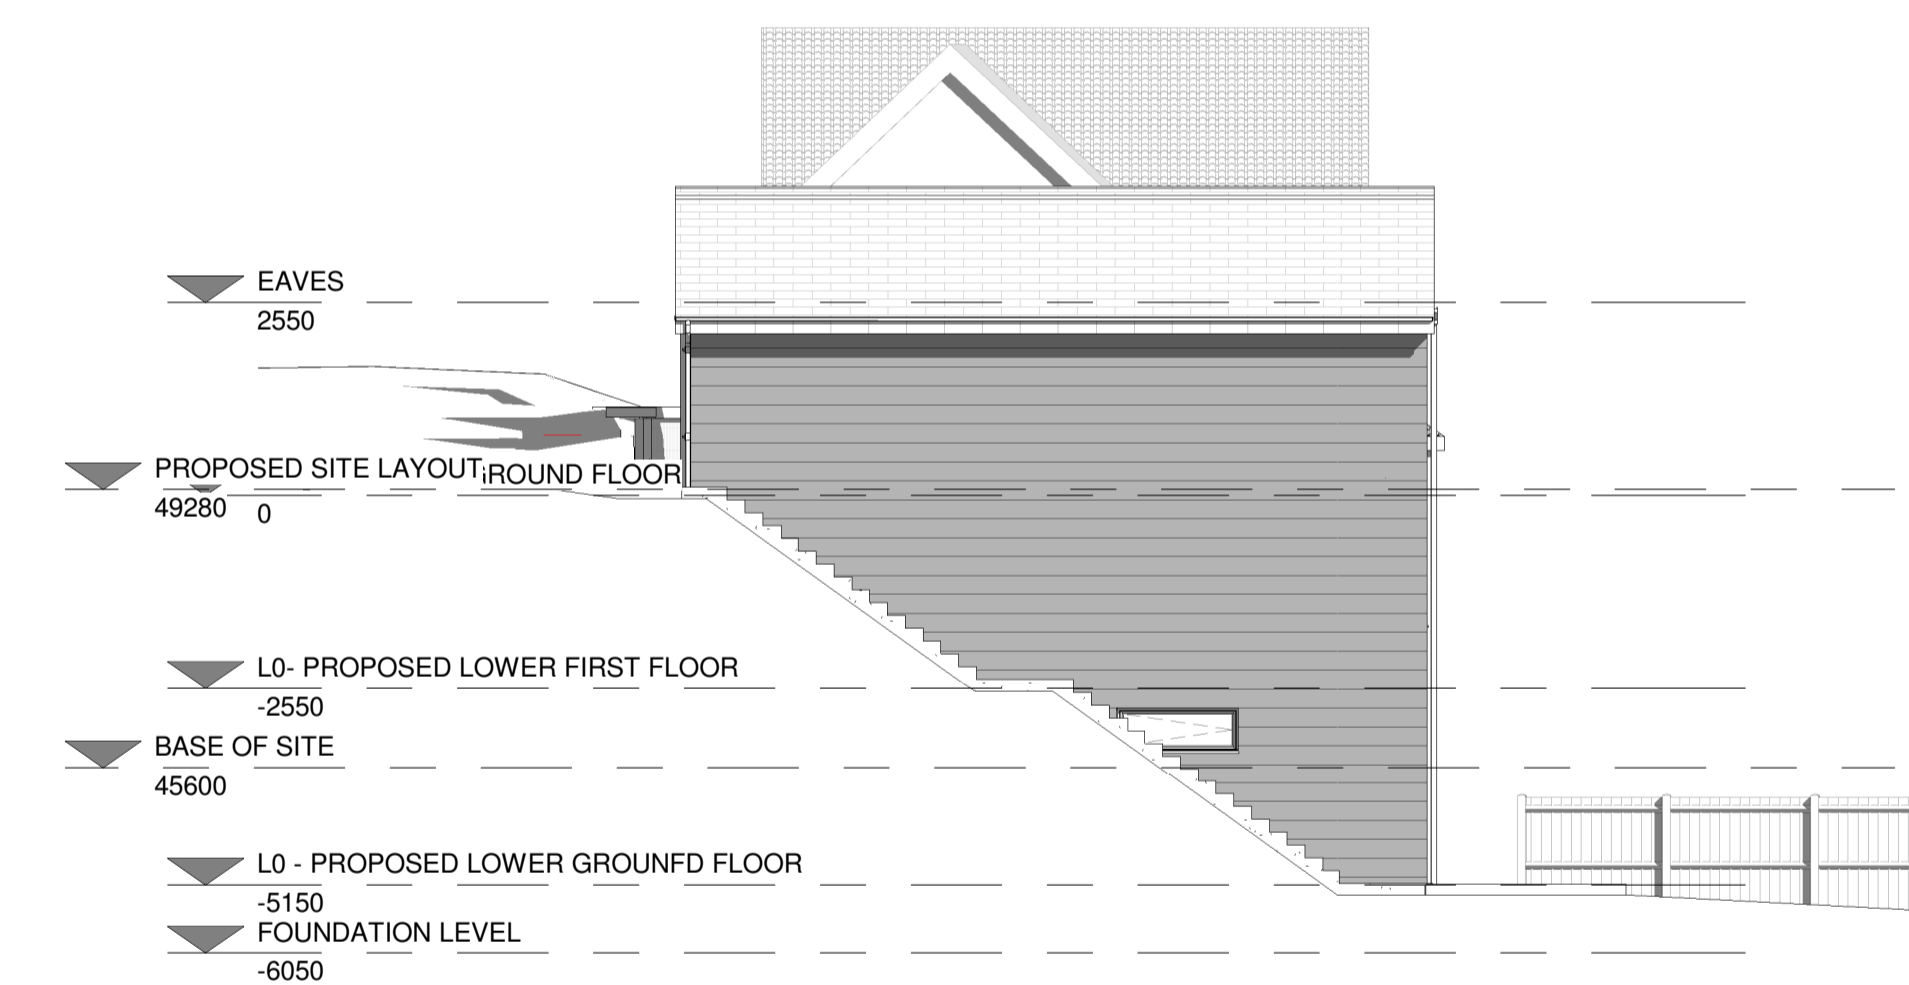 EAVES
2550
PROPOSED SITE LAYOUT
ROUND FLOOR
49280
0
L0- PROPOSED LOWER FIRST FLOOR
-2550
BASE OF SITE
45600
L0 - PROPOSED LOWER GROUNFD FLOOR
-5150
FOUNDATION LEVEL
-6050